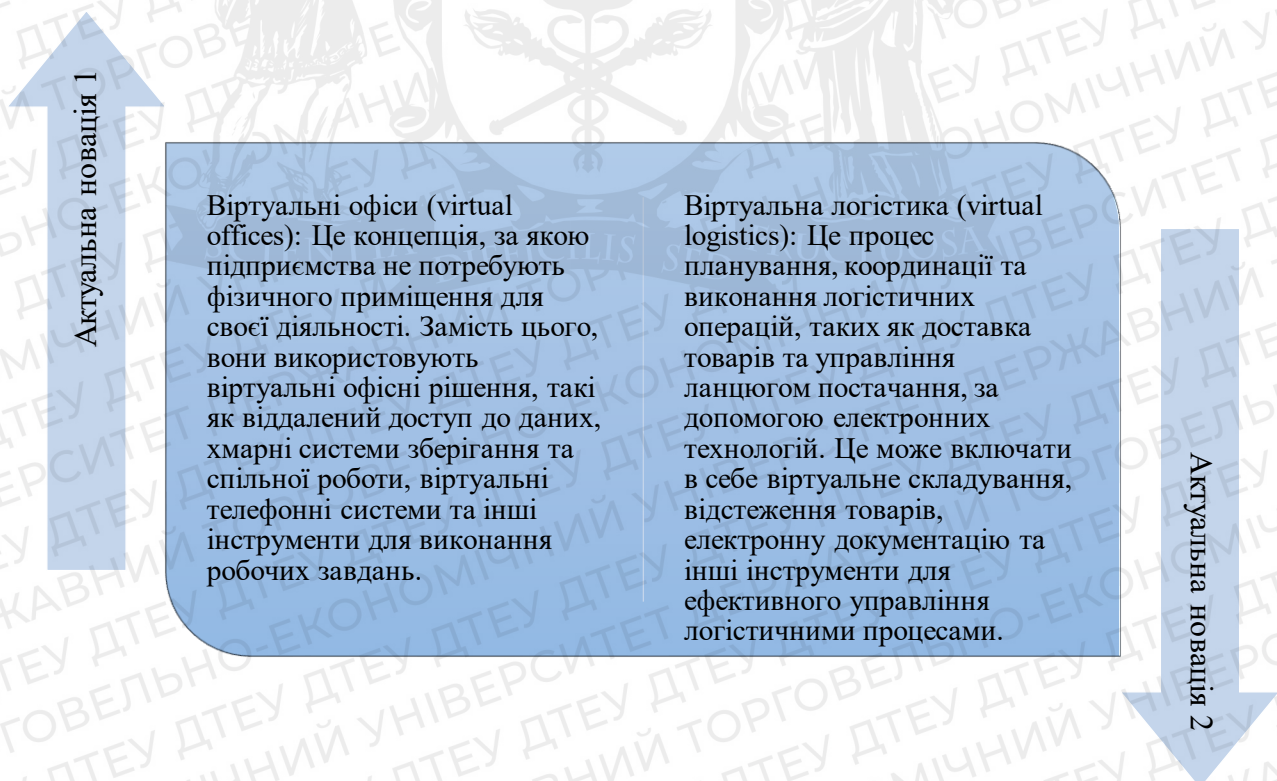 Актуальна новація 1
Віртуальні офіси (virtual
offices): Це концепція, за якою
підприємства не потребують
фізичного приміщення для
своєї діяльності. Замість цього,
вони використовують
віртуальні офісні рішення, такі
як віддалений доступ до даних,
хмарні системи зберігання та
спільної роботи, віртуальні
телефонні системи та інші
інструменти для виконання
робочих завдань.
Віртуальна логістика (virtual
logistics): Це процес
планування, координації та
виконання логістичних
операцій, таких як доставка
товарів та управління
ланцюгом постачання, за
допомогою електронних
технологій. Це може включати
в себе віртуальне складування,
відстеження товарів,
електронну документацію та
інші інструменти для
ефективного управління
логістичними процесами.
Актуальна новація 2